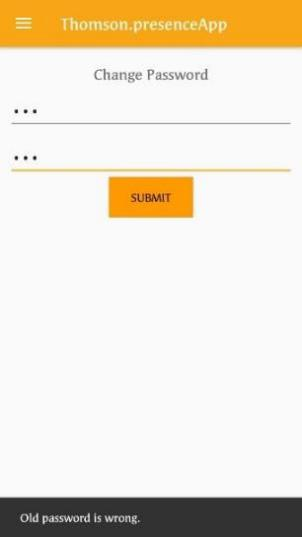 Thomson.presenceApp
Change Password
...
...
SUBMIT
Old password is wrong.